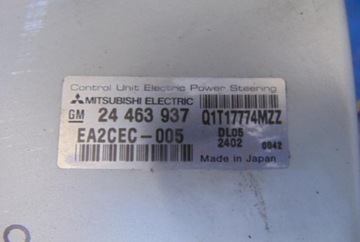 Control Unit Electric Power Steering
MITSUBISHI ELECTRIC
GM 24 463 937 Q1T17774MZZ
EA2CEC-005 DL05
2402 0042
Made in Japan